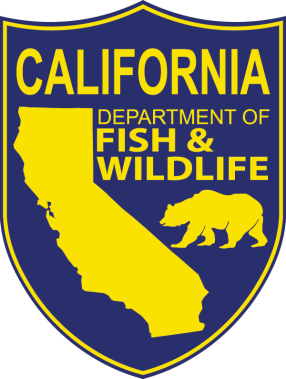 CALIFORNIA
DEPARTMENT OF
FISH &
WILDLIFE